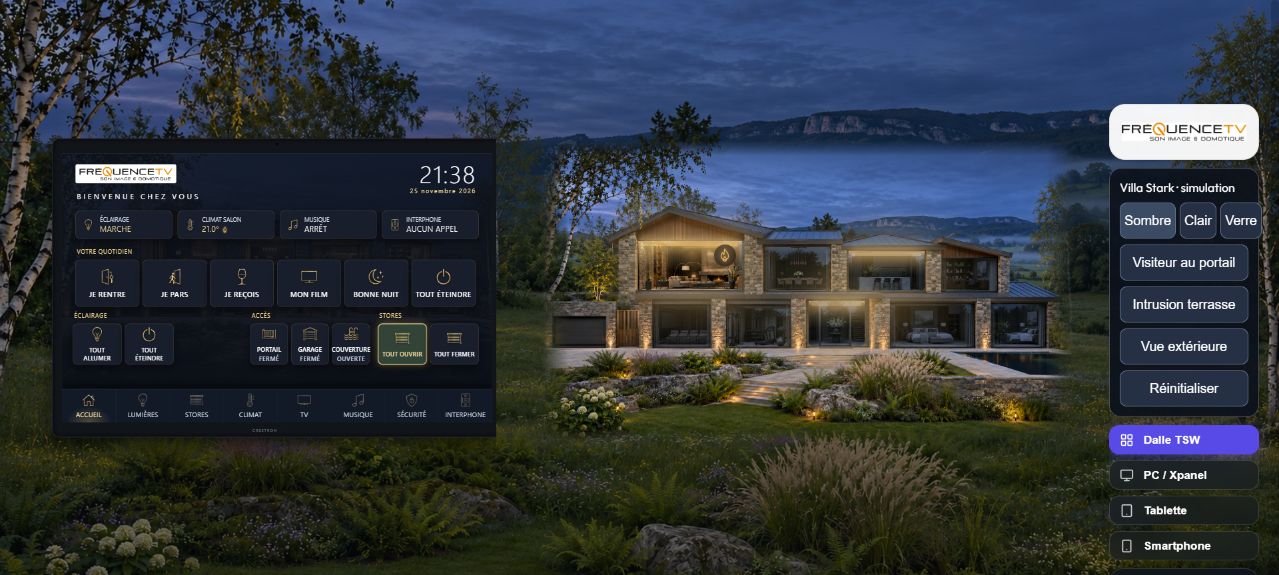 FREQUENCETV
SON IMAGE & DOMOTIQUE
BIENVENUE CHEZ VOUS
21:38
25 novembre 2026
ÉCLAIRAGE
MARCHE
CLIMAT SALON
21.0°
MUSIQUE
ARRÊT
INTERPHONE
AUCUN APPEL
VOTRE QUOTIDIEN
JE RENTRE
JE PARS
JE REÇOIS
MON FILM
BONNE NUIT
TOUT ÉTEINDRE
ÉCLAIRAGE
TOUT
ALLUMER
TOUT
ÉTEINDRE
ACCÈS
PORTAIL
FERMÉ
GARAGE
FERMÉ
COUVERTURE
OUVERTE
STORES
TOUT OUVRIR
TOUT FERMER
ACCUEIL
LUMIÈRES
STORES
CLIMAT
TV
MUSIQUE
SÉCURITÉ
INTERPHONE
CRESTRON
FREQUENCETV
SON IMAGE & DOMOTIQUE
Villa Stark · simulation
Sombre
Clair
Verre
Visiteur au portail
Intrusion terrasse
Vue extérieure
Réinitialiser
Dalle TSW
PC / Xpanel
Tablette
Smartphone